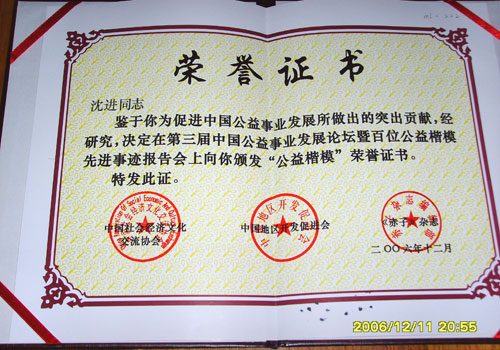 荣誉证书
沈进同志
鉴于你为促进中国公益事业发展所做出的突出贡献，经
研究，决定在第三届中国公益事业发展论坛暨百位公益楷模
先进事迹报告会上向你颁发“公益楷模”荣誉证书。
特发此证。
中国社会经济文化
交流协会
中国地区开发促进会
《赤子》杂志
二〇〇六年十二月
2006/12/11 20:55